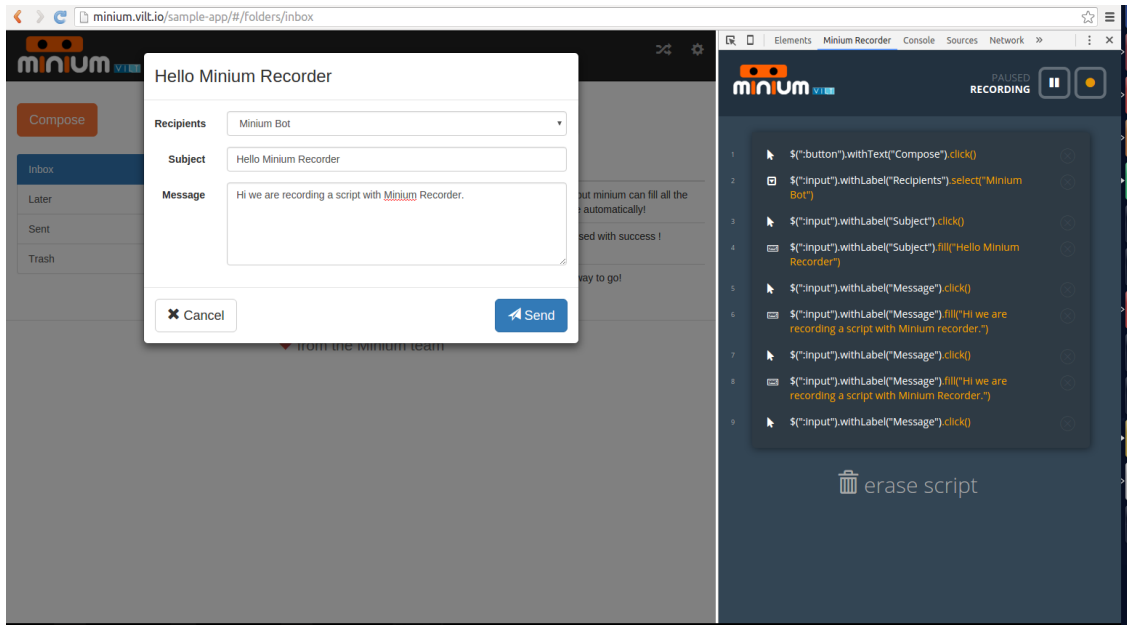 minium.vilt.io/sample-app/#/folders/inbox
minium VILT
Compose
Inbox
Later
Sent
Trash
Hello Minium Recorder
Recipients
Minium Bot
Subject
Hello Minium Recorder
Message
Hi we are recording a script with Minium Recorder.
Cancel
Send
out minium can fill all the
automatically!
sed with success !
way to go!
from the Minium team
Elements Minium Recorder Console Sources Network »
minium VILT
PAUSED
RECORDING
1 $(":button").withText("Compose").click()
2 $(":input").withLabel("Recipients").select("Minium
Bot")
3 $(":input").withLabel("Subject").click()
4 $(":input").withLabel("Subject").fill("Hello Minium
Recorder")
5 $(":input").withLabel("Message").click()
6 $(":input").withLabel("Message").fill("Hi we are
recording a script with Minium recorder.")
7 $(":input").withLabel("Message").click()
8 $(":input").withLabel("Message").fill("Hi we are
recording a script with Minium Recorder.")
9 $(":input").withLabel("Message").click()
erase script